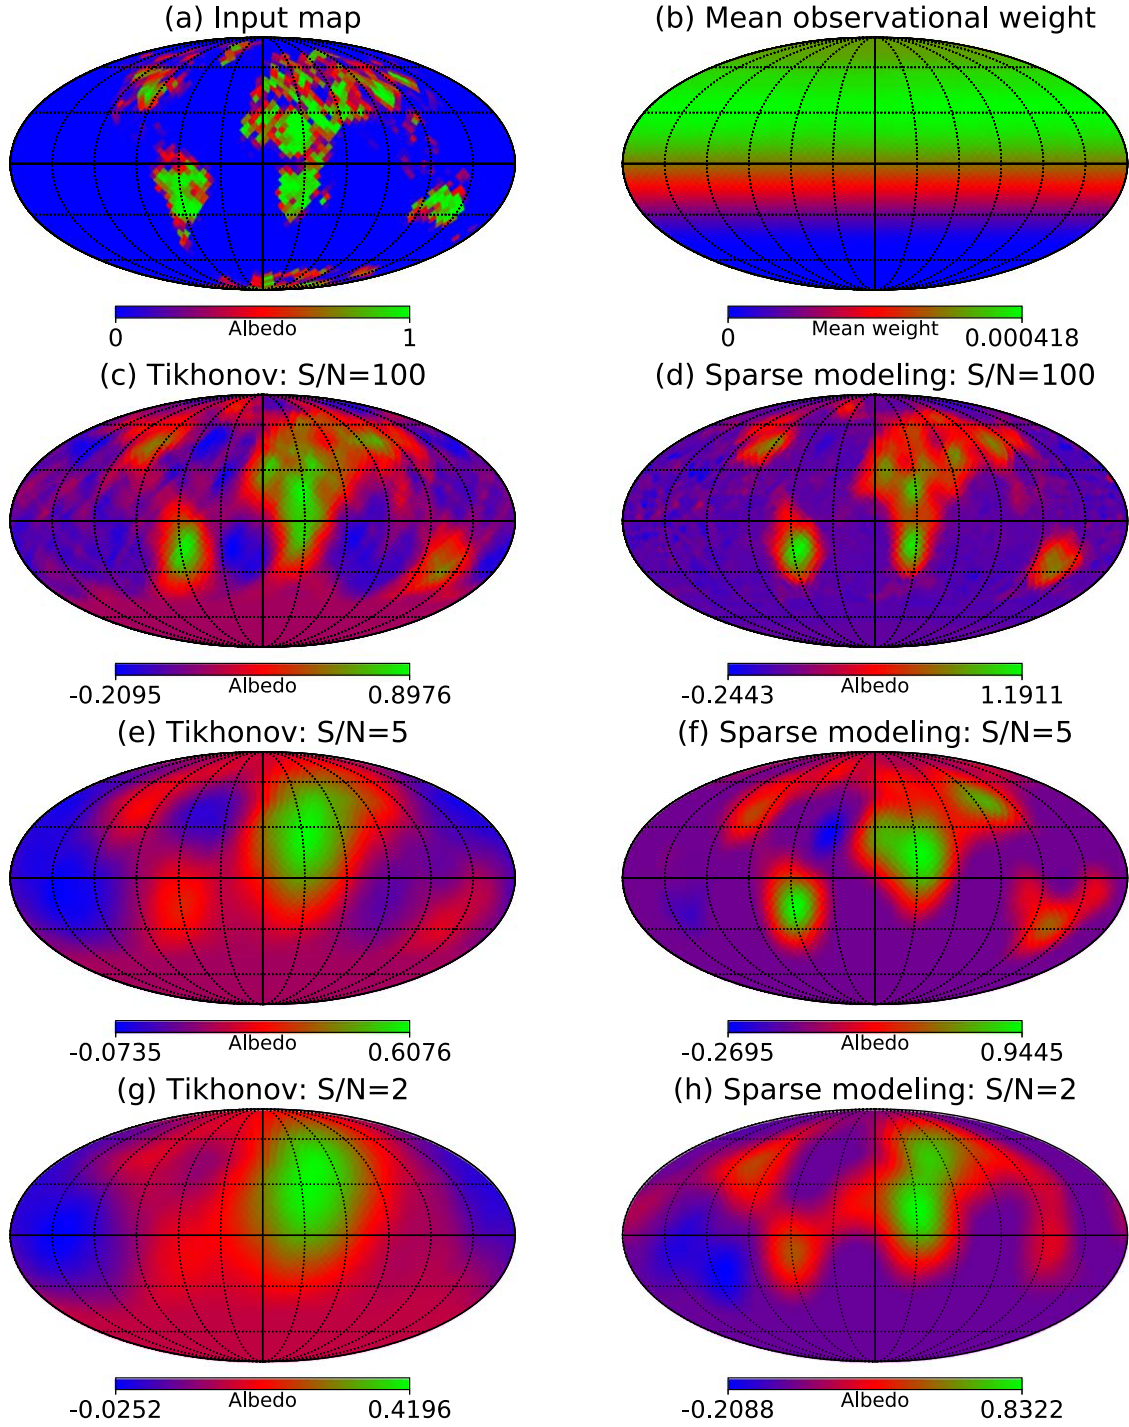 (a) Input map
(b) Mean observational weight
0 Albedo 1
0 Mean weight 0.000418
(c) Tikhonov: S/N=100
(d) Sparse modeling: S/N=100
-0.2095 Albedo 0.8976
-0.2443 Albedo 1.1911
(e) Tikhonov: S/N=5
(f) Sparse modeling: S/N=5
-0.0735 Albedo 0.6076
-0.2695 Albedo 0.9445
(g) Tikhonov: S/N=2
(h) Sparse modeling: S/N=2
-0.0252 Albedo 0.4196
-0.2088 Albedo 0.8322